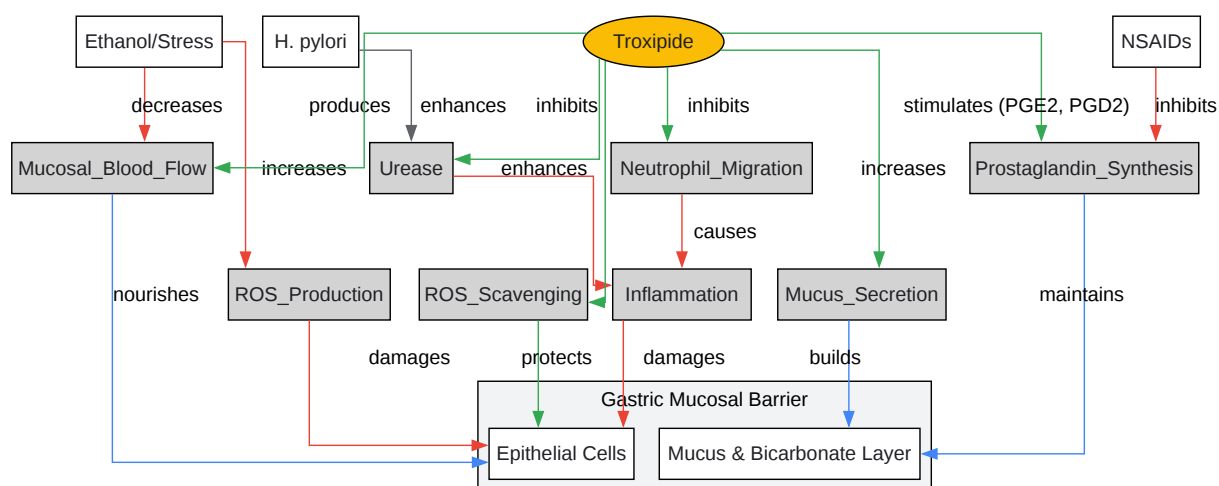 Ethanol/Stress
H. pylori
Troxipide
NSAIDs
decreases
produces
enhances
inhibits
inhibits
stimulates (PGE2, PGD2)
inhibits
Mucosal_Blood_Flow
increases
Urease
enhances
Neutrophil_Migration
increases
Prostaglandin_Synthesis
causes
nourishes
ROS_Production
ROS_Scavenging
Inflammation
Mucus_Secretion
maintains
damages
protects
damages
builds
Gastric Mucosal Barrier
Epithelial Cells
Mucus & Bicarbonate Layer